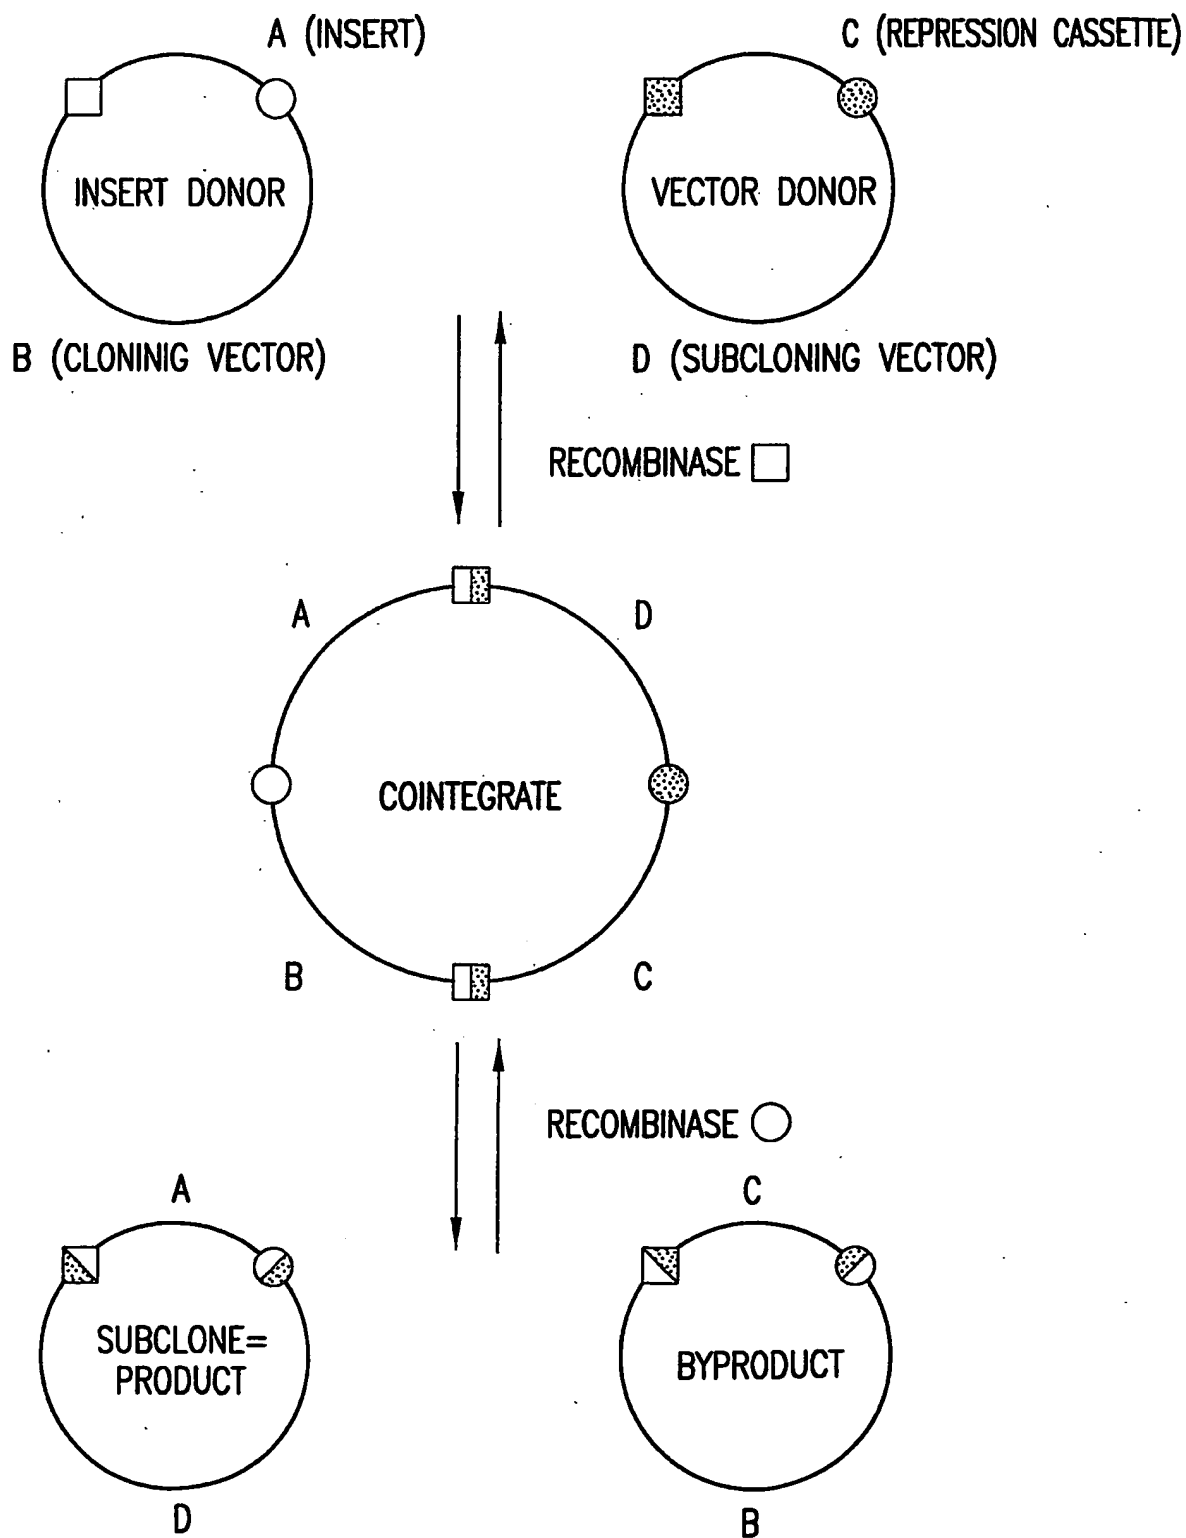 A (INSERT)
C (REPRESSION CASSETTE)
INSERT DONOR
VECTOR DONOR
B (CLONINIG VECTOR)
D (SUBCLONING VECTOR)
RECOMBINASE
A
D
COINTEGRATE
B
C
RECOMBINASE
A
C
SUBCLONE=
PRODUCT
BYPRODUCT
D
B